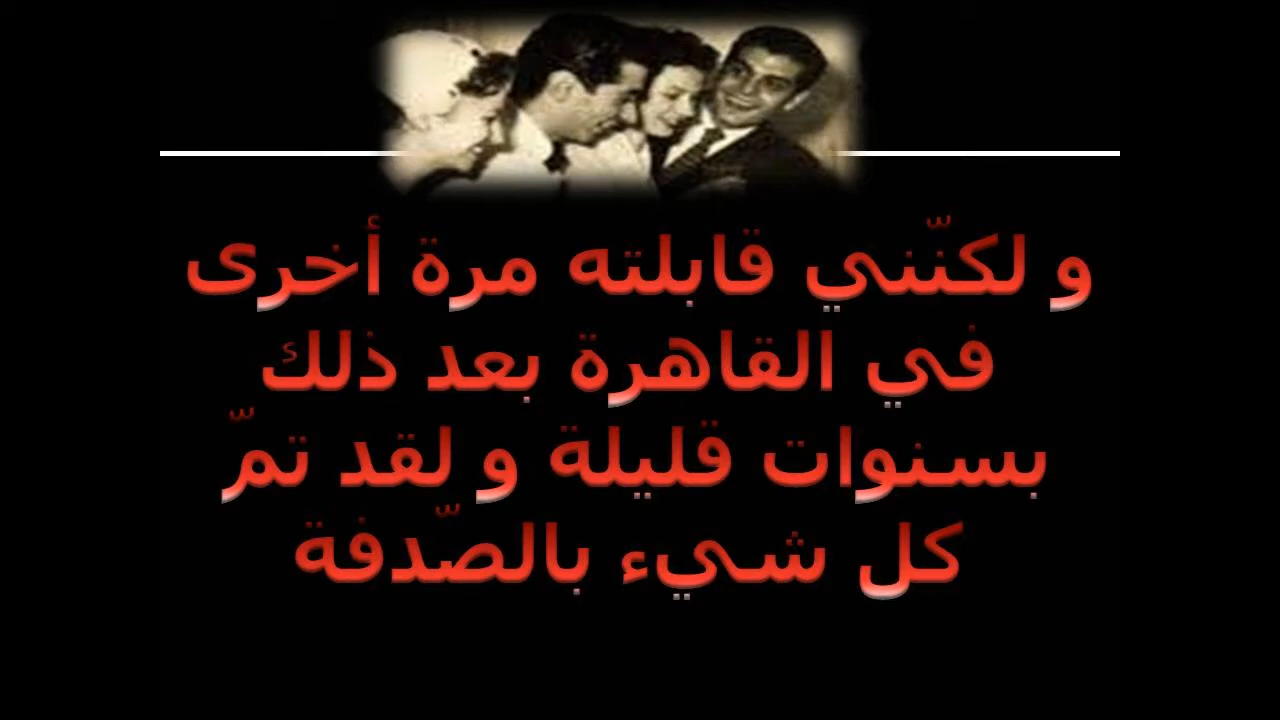 و لكنّني قابلته مرة أخرى
في القاهرة بعد ذلك
بسنوات قليلة و لقد تمّ
كل شيء بالصّدفة